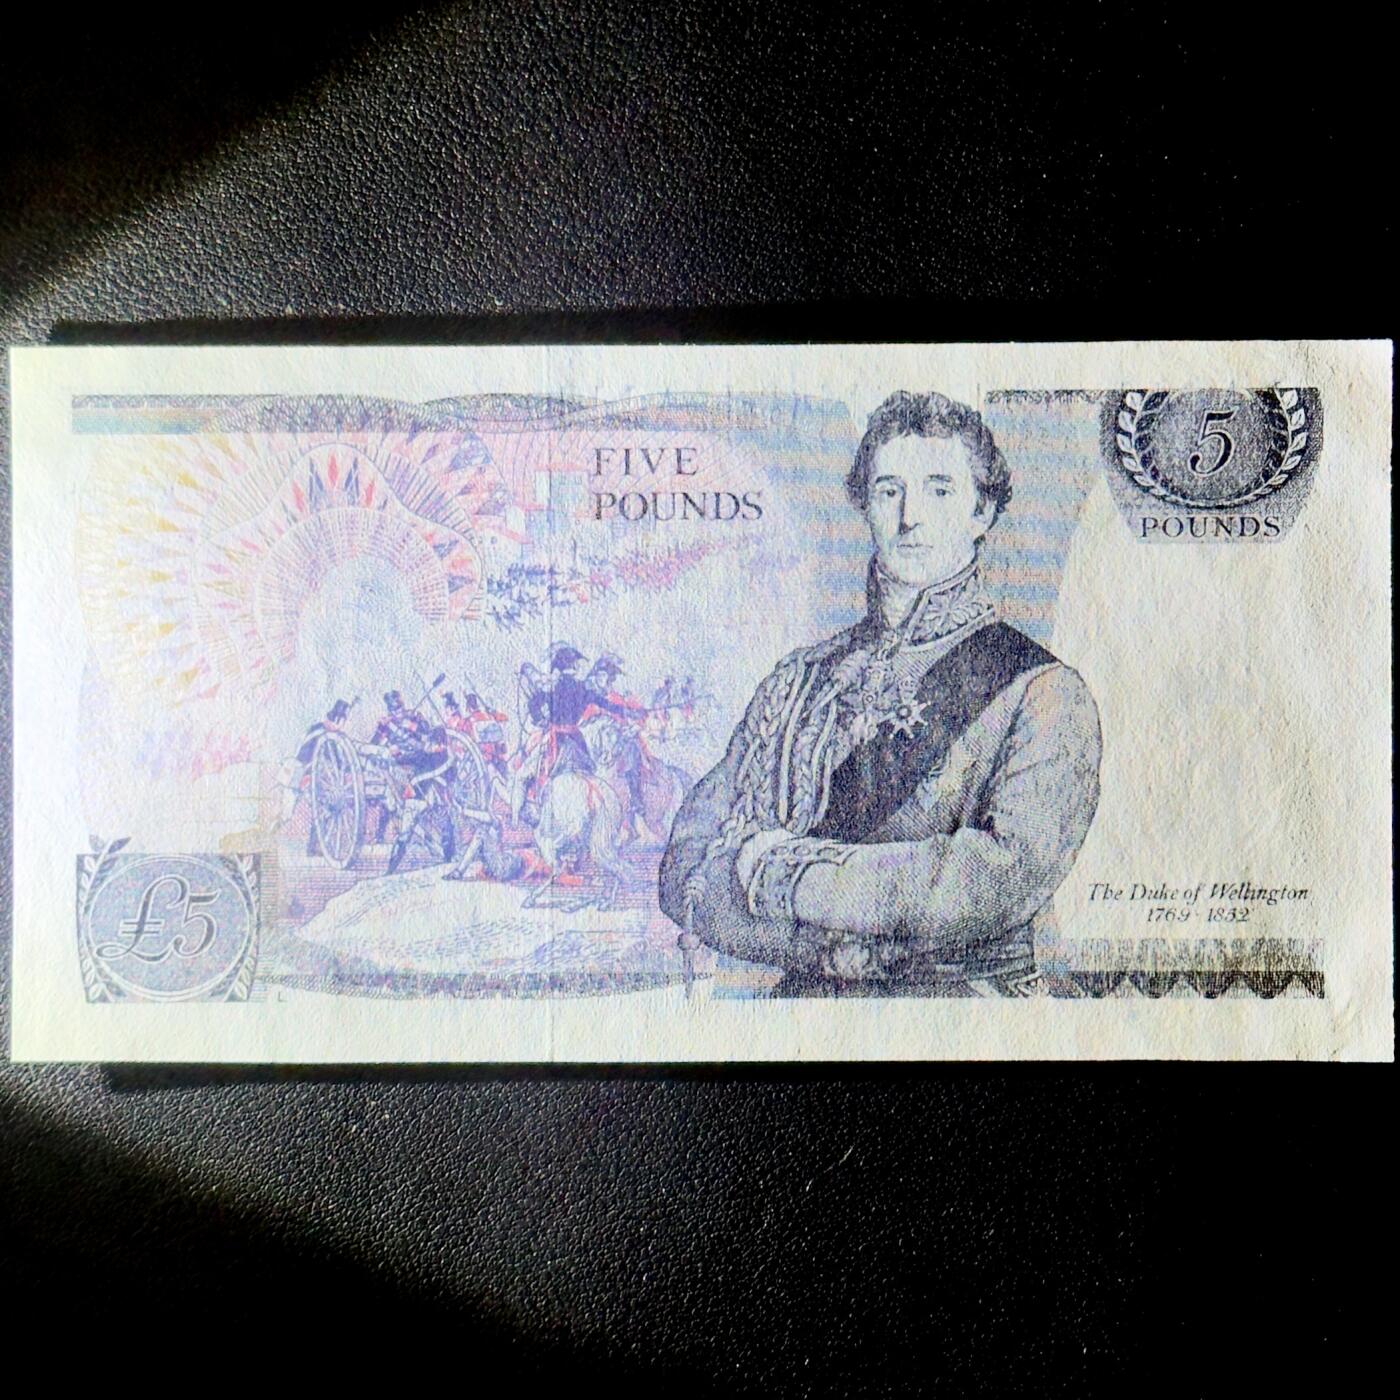 FIVE
POUNDS
5
POUNDS
£5
The Duke of Wellington
1769-1852
L